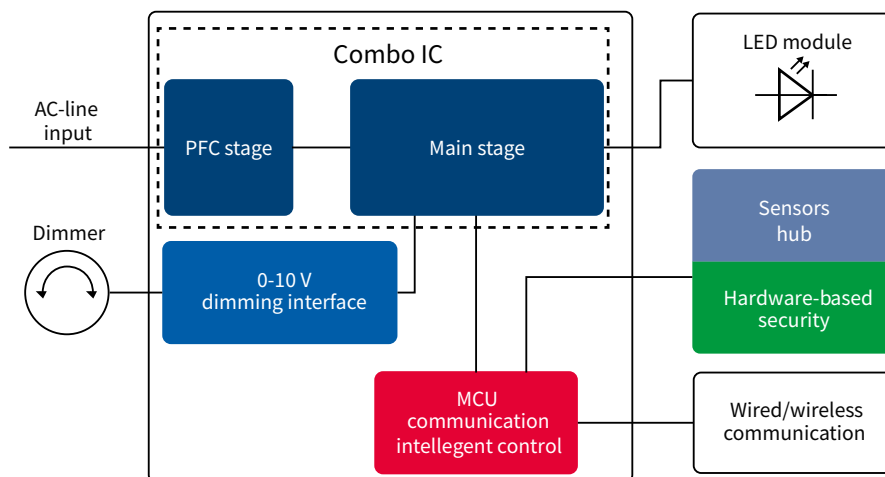 Combo IC
LED module
AC-line
input
PFC stage
Main stage
Sensors
hub
Dimmer
0-10 V
dimming interface
Hardware-based
security
MCU
communication
intellegent control
Wired/wireless
communication